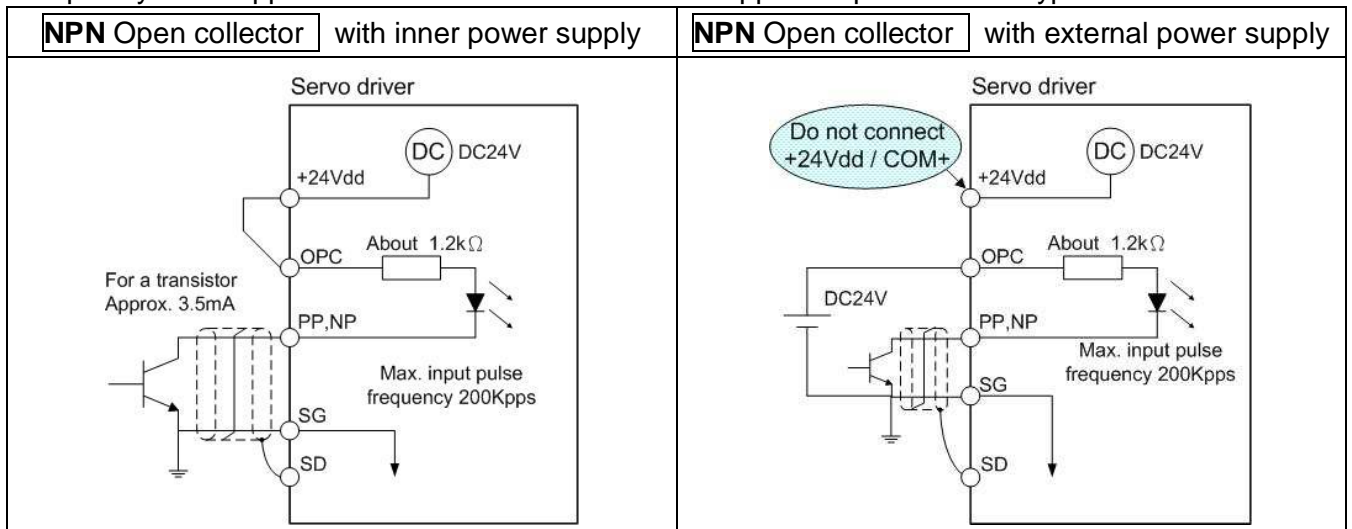 NPN Open collector with inner power supply
Servo driver
DC DC24V
+24Vdd
OPC
About 1.2kΩ
For a transistor
Approx. 3.5mA
PP,NP
Max. input pulse
frequency 200Kpps
SG
SD
NPN Open collector with external power supply
Servo driver
Do not connect
+24Vdd / COM+
DC DC24V
+24Vdd
OPC
About 1.2kΩ
DC24V
PP,NP
Max. input pulse
frequency 200Kpps
SG
SD